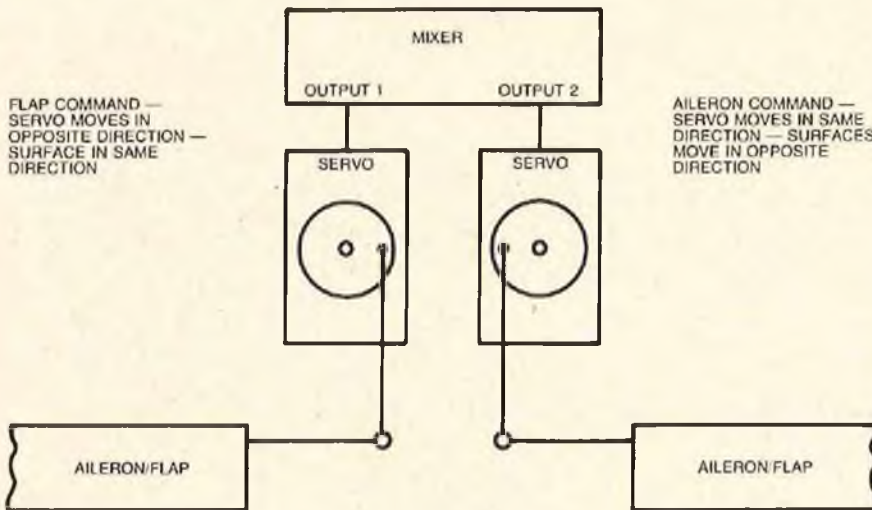 MIXER
OUTPUT 1
OUTPUT 2
FLAP COMMAND —
SERVO MOVES IN
OPPOSITE DIRECTION —
SURFACE IN SAME
DIRECTION
AILERON COMMAND —
SERVO MOVES IN SAME
DIRECTION — SURFACES
MOVE IN OPPOSITE
DIRECTION
SERVO
SERVO
AILERON/FLAP
AILERON/FLAP